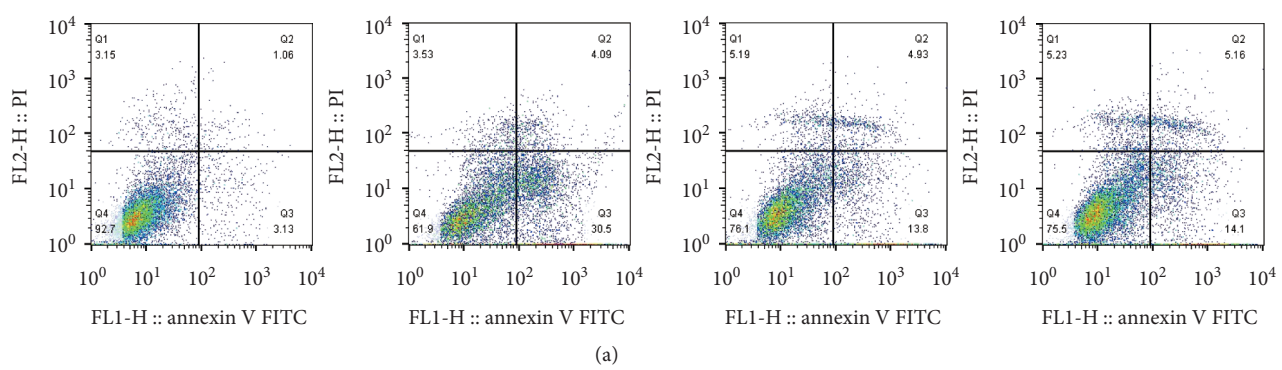 10⁴
10³
10²
10¹
10⁰
FL2-H :: PI
Q1
3.15
Q2
1.06
Q4
92.7
Q3
3.13
10⁰ 10¹ 10² 10³ 10⁴
FL1-H :: annexin V FITC
10⁴
10³
10²
10¹
10⁰
FL2-H :: PI
Q1
3.53
Q2
4.09
Q4
61.9
Q3
30.5
10⁰ 10¹ 10² 10³ 10⁴
FL1-H :: annexin V FITC
10⁴
10³
10²
10¹
10⁰
FL2-H :: PI
Q1
5.19
Q2
4.93
Q4
76.1
Q3
13.8
10⁰ 10¹ 10² 10³ 10⁴
FL1-H :: annexin V FITC
10⁴
10³
10²
10¹
10⁰
FL2-H :: PI
Q1
5.23
Q2
5.16
Q4
75.5
Q3
14.1
10⁰ 10¹ 10² 10³ 10⁴
FL1-H :: annexin V FITC
(a)